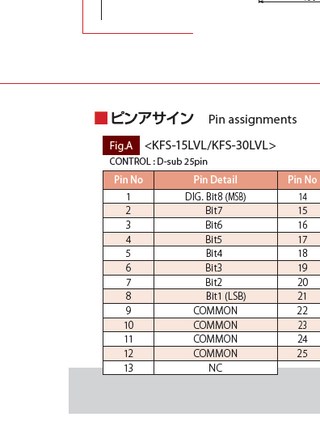 ピンアサイン Pin assignments
Fig.A <KFS-15LVL/KFS-30LVL>
CONTROL : D-sub 25pin
Pin No Pin Detail Pin No
1 DIG. Bit8 (MSB) 14
2 Bit7 15
3 Bit6 16
4 Bit5 17
5 Bit4 18
6 Bit3 19
7 Bit2 20
8 Bit1 (LSB) 21
9 COMMON 22
10 COMMON 23
11 COMMON 24
12 COMMON 25
13 NC